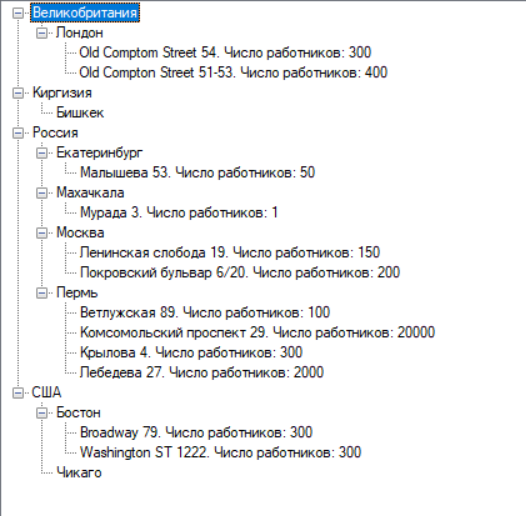 Великобритания
Лондон
Old Comptom Street 54. Число работников: 300
Old Compton Street 51-53. Число работников: 400
Киргизия
Бишкек
Россия
Екатеринбург
Малышева 53. Число работников: 50
Махачкала
Мурада 3. Число работников: 1
Москва
Ленинская слобода 19. Число работников: 150
Покровский бульвар 6/20. Число работников: 200
Пермь
Ветлужская 89. Число работников: 100
Комсомольский проспект 29. Число работников: 20000
Крылова 4. Число работников: 300
Лебедева 27. Число работников: 2000
США
Бостон
Broadway 79. Число работников: 300
Washington ST 1222. Число работников: 300
Чикаго